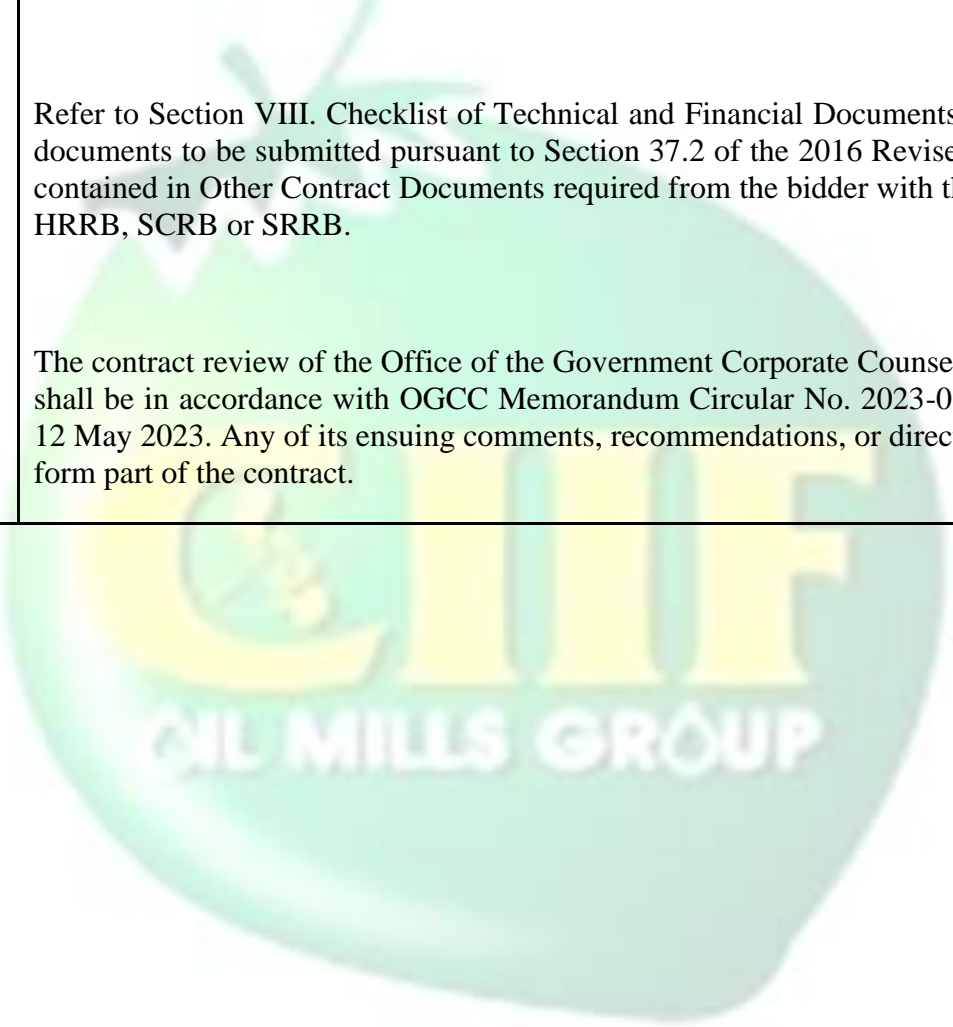 Refer to Section VIII. Checklist of Technical and Financial Documents
documents to be submitted pursuant to Section 37.2 of the 2016 Revise
contained in Other Contract Documents required from the bidder with th
HRRB, SCRB or SRRB.
The contract review of the Office of the Government Corporate Counse
shall be in accordance with OGCC Memorandum Circular No. 2023-0
12 May 2023. Any of its ensuing comments, recommendations, or direc
form part of the contract.
CIIF
OIL MILLS GROUP